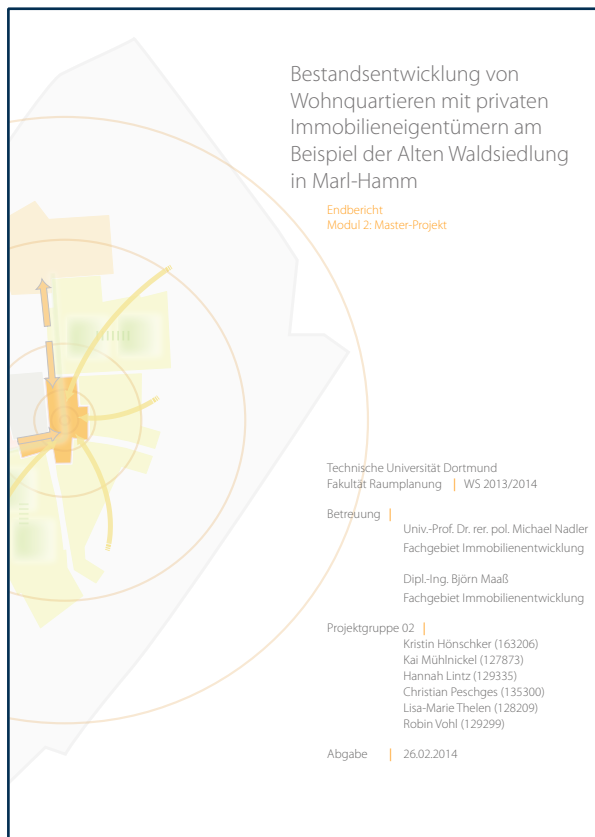 Bestandsentwicklung von
Wohnquartieren mit privaten
Immobilieneigentümern am
Beispiel der Alten Waldsiedlung
in Marl-Hamm
Endbericht
Modul 2: Master-Projekt
Technische Universität Dortmund
Fakultät Raumplanung | WS 2013/2014
Betreuung |
Univ.-Prof. Dr. rer. pol. Michael Nadler
Fachgebiet Immobilienentwicklung
Dipl.-Ing. Björn Maaß
Fachgebiet Immobilienentwicklung
Projektgruppe 02 |
Kristin Hönschker (163206)
Kai Mühlnickel (127873)
Hannah Lintz (129335)
Christian Peschges (135300)
Lisa-Marie Thelen (128209)
Robin Vohl (129299)
Abgabe | 26.02.2014